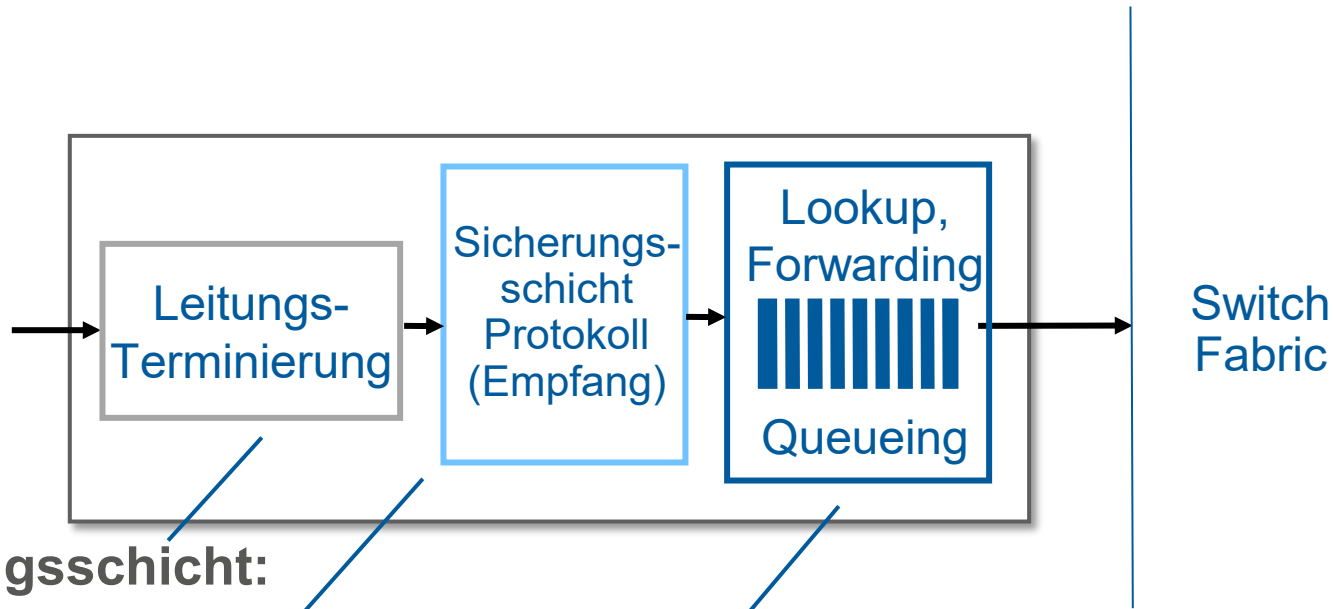 Leitungs-
Terminierung
Sicherungs-
schicht
Protokoll
(Empfang)
Lookup,
Forwarding
Queueing
Switch
Fabric
gsschicht: